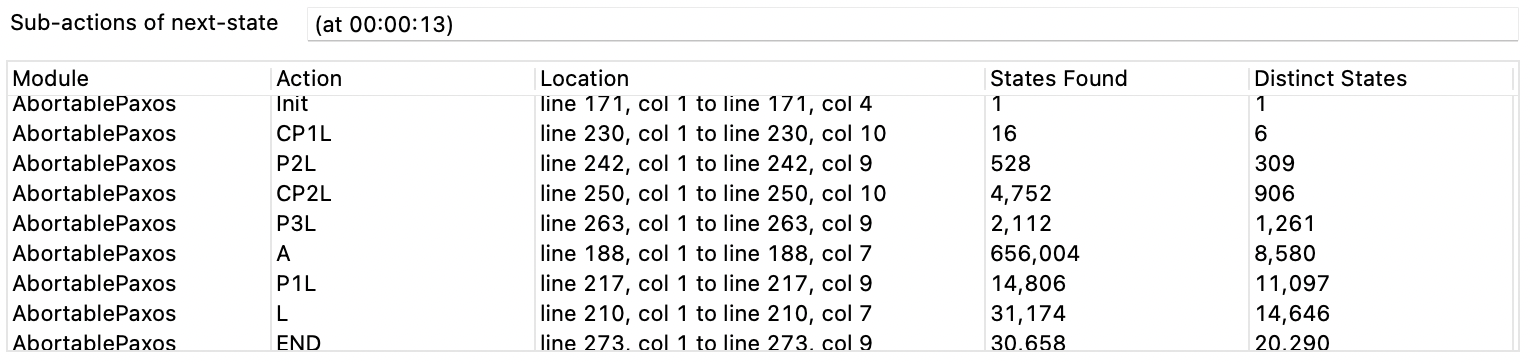 Sub-actions of next-state (at 00:00:13)
Module Action Location States Found Distinct States
AbortablePaxos Init line 171, col 1 to line 171, col 4 1 1
AbortablePaxos CP1L line 230, col 1 to line 230, col 10 16 6
AbortablePaxos P2L line 242, col 1 to line 242, col 9 528 309
AbortablePaxos CP2L line 250, col 1 to line 250, col 10 4,752 906
AbortablePaxos P3L line 263, col 1 to line 263, col 9 2,112 1,261
AbortablePaxos A line 188, col 1 to line 188, col 7 656,004 8,580
AbortablePaxos P1L line 217, col 1 to line 217, col 9 14,806 11,097
AbortablePaxos L line 210, col 1 to line 210, col 7 31,174 14,646
AbortablePaxos END line 273, col 1 to line 273, col 9 30,658 20,290